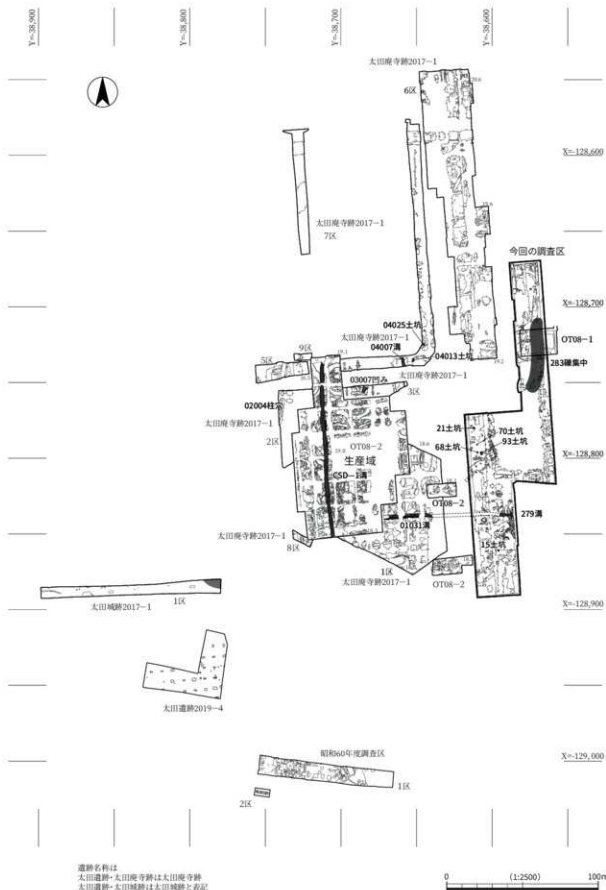 Y=-38,900
Y=-38,800
Y=-38,700
Y=-38,600
太田廃寺跡2017-1
6区
X=-128,600
太田廃寺跡2017-1
7区
今回の調査区
X=-128,700
04025土坑
太田廃寺跡2017-1
04007溝
04013土坑
OT08-1
283礫集中
9区
19.1
19.2
5区
太田廃寺跡2017-1
03007凹み
3区
02004柱穴
太田廃寺跡2017-1
2区
OT08-2
21土坑
70土坑
68土坑
93土坑
生産域
CSD-1溝
X=-128,800
OT08-2
279溝
01031溝
太田廃寺跡2017-1
8区
15土坑
1区
太田廃寺跡2017-1
OT08-2
X=-128,900
太田城跡2017-1
1区
太田遺跡2019-4
昭和60年度調査区
1区
2区
X=-129,000
遺跡名称は
太田遺跡・太田廃寺跡は太田廃寺跡
太田遺跡・太田城跡は太田城跡と表記
0
(1:2500)
100m